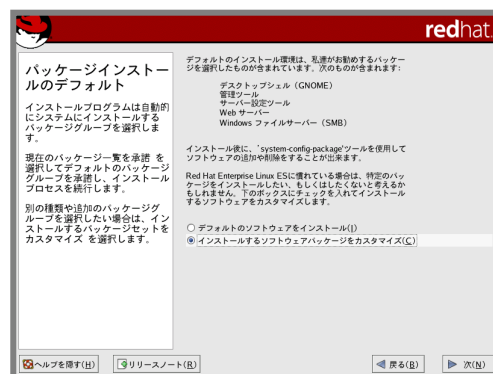 redhat.
パッケージインストー
ルのデフォルト
インストールプログラムは自動的
にシステムにインストールする
パッケージグループを選択しま
す。
現在のパッケージ一覧を承諾 を
選択してデフォルトのパッケージ
グループを承諾し、インストール
プロセスを続行します。
別の種類や追加のパッケージグ
ループを選択したい場合は、イン
ストールするパッケージセットを
カスタマイズ を選択します。
デフォルトのインストール環境は、私達がお勧めするパッケー
ジを選択したものが含まれています。次のものが含まれます:
デスクトップシェル（GNOME）
管理ツール
サーバー設定ツール
Web サーバー
Windows ファイルサーバー（SMB）
インストール後に、`system-config-package'ツールを使用して
ソフトウェアの追加や削除をすることが出来ます。
Red Hat Enterprise Linux ESに慣れている場合は、特定のパッ
ケージをインストールしたい、もしくはしたくないと考えるか
もしれません。下のボックスにチェックを入れてインストール
するソフトウェアをカスタマイズします。
デフォルトのソフトウェアをインストール(I)
インストールするソフトウェアパッケージをカスタマイズ(C)
ヘルプを隠す(H) リリースノート(R) 戻る(B) 次(N)